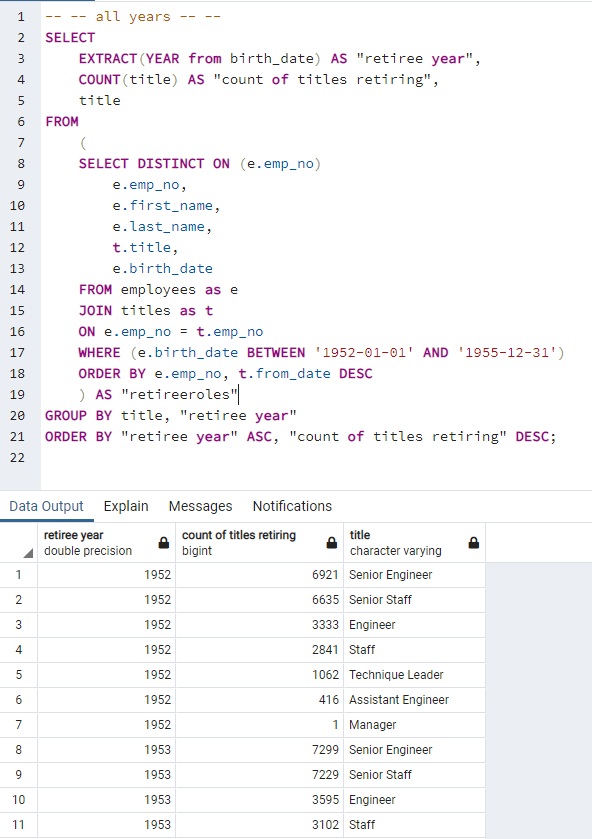 1 -- -- all years -- --
2 SELECT
3 EXTRACT(YEAR from birth_date) AS "retiree year",
4 COUNT(title) AS "count of titles retiring",
5 title
6 FROM
7 (
8 SELECT DISTINCT ON (e.emp_no)
9 e.emp_no,
10 e.first_name,
11 e.last_name,
12 t.title,
13 e.birth_date
14 FROM employees as e
15 JOIN titles as t
16 ON e.emp_no = t.emp_no
17 WHERE (e.birth_date BETWEEN '1952-01-01' AND '1955-12-31')
18 ORDER BY e.emp_no, t.from_date DESC
19 ) AS "retireeroles"
20 GROUP BY title, "retiree year"
21 ORDER BY "retiree year" ASC, "count of titles retiring" DESC;
22
Data Output Explain Messages Notifications
retiree year count of titles retiring title
double precision bigint character varying
1 1952 6921 Senior Engineer
2 1952 6635 Senior Staff
3 1952 3333 Engineer
4 1952 2841 Staff
5 1952 1062 Technique Leader
6 1952 416 Assistant Engineer
7 1952 1 Manager
8 1953 7299 Senior Engineer
9 1953 7229 Senior Staff
10 1953 3595 Engineer
11 1953 3102 Staff